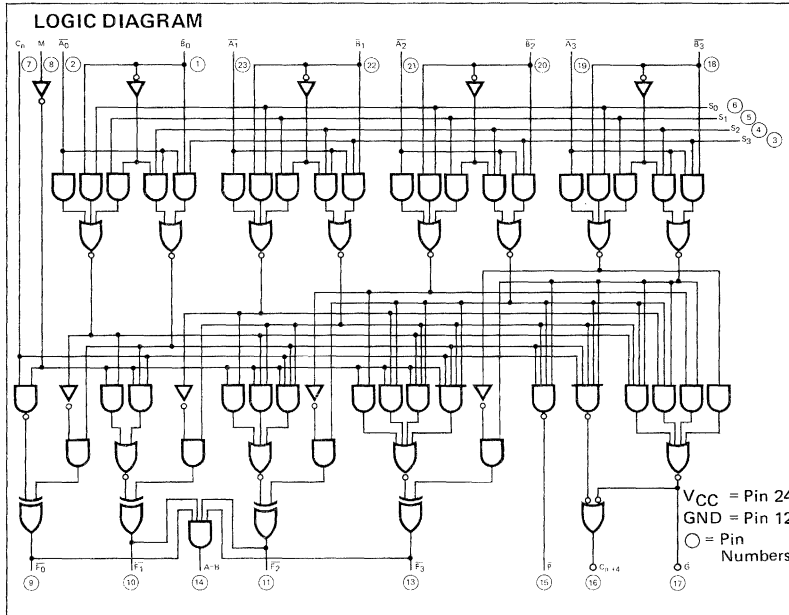 LOGIC DIAGRAM
Cn M A0 B0 A1 B1 A2 B2 A3 B3
7 8 2 1 23 22 21 20 19 18
S0 6
S1 5
S2 4
S3 3
VCC = Pin 24
GND = Pin 12
○ = Pin
Numbers
F0 F1 A=B F2 F3 P Cn+4 G
9 10 14 11 13 15 16 17